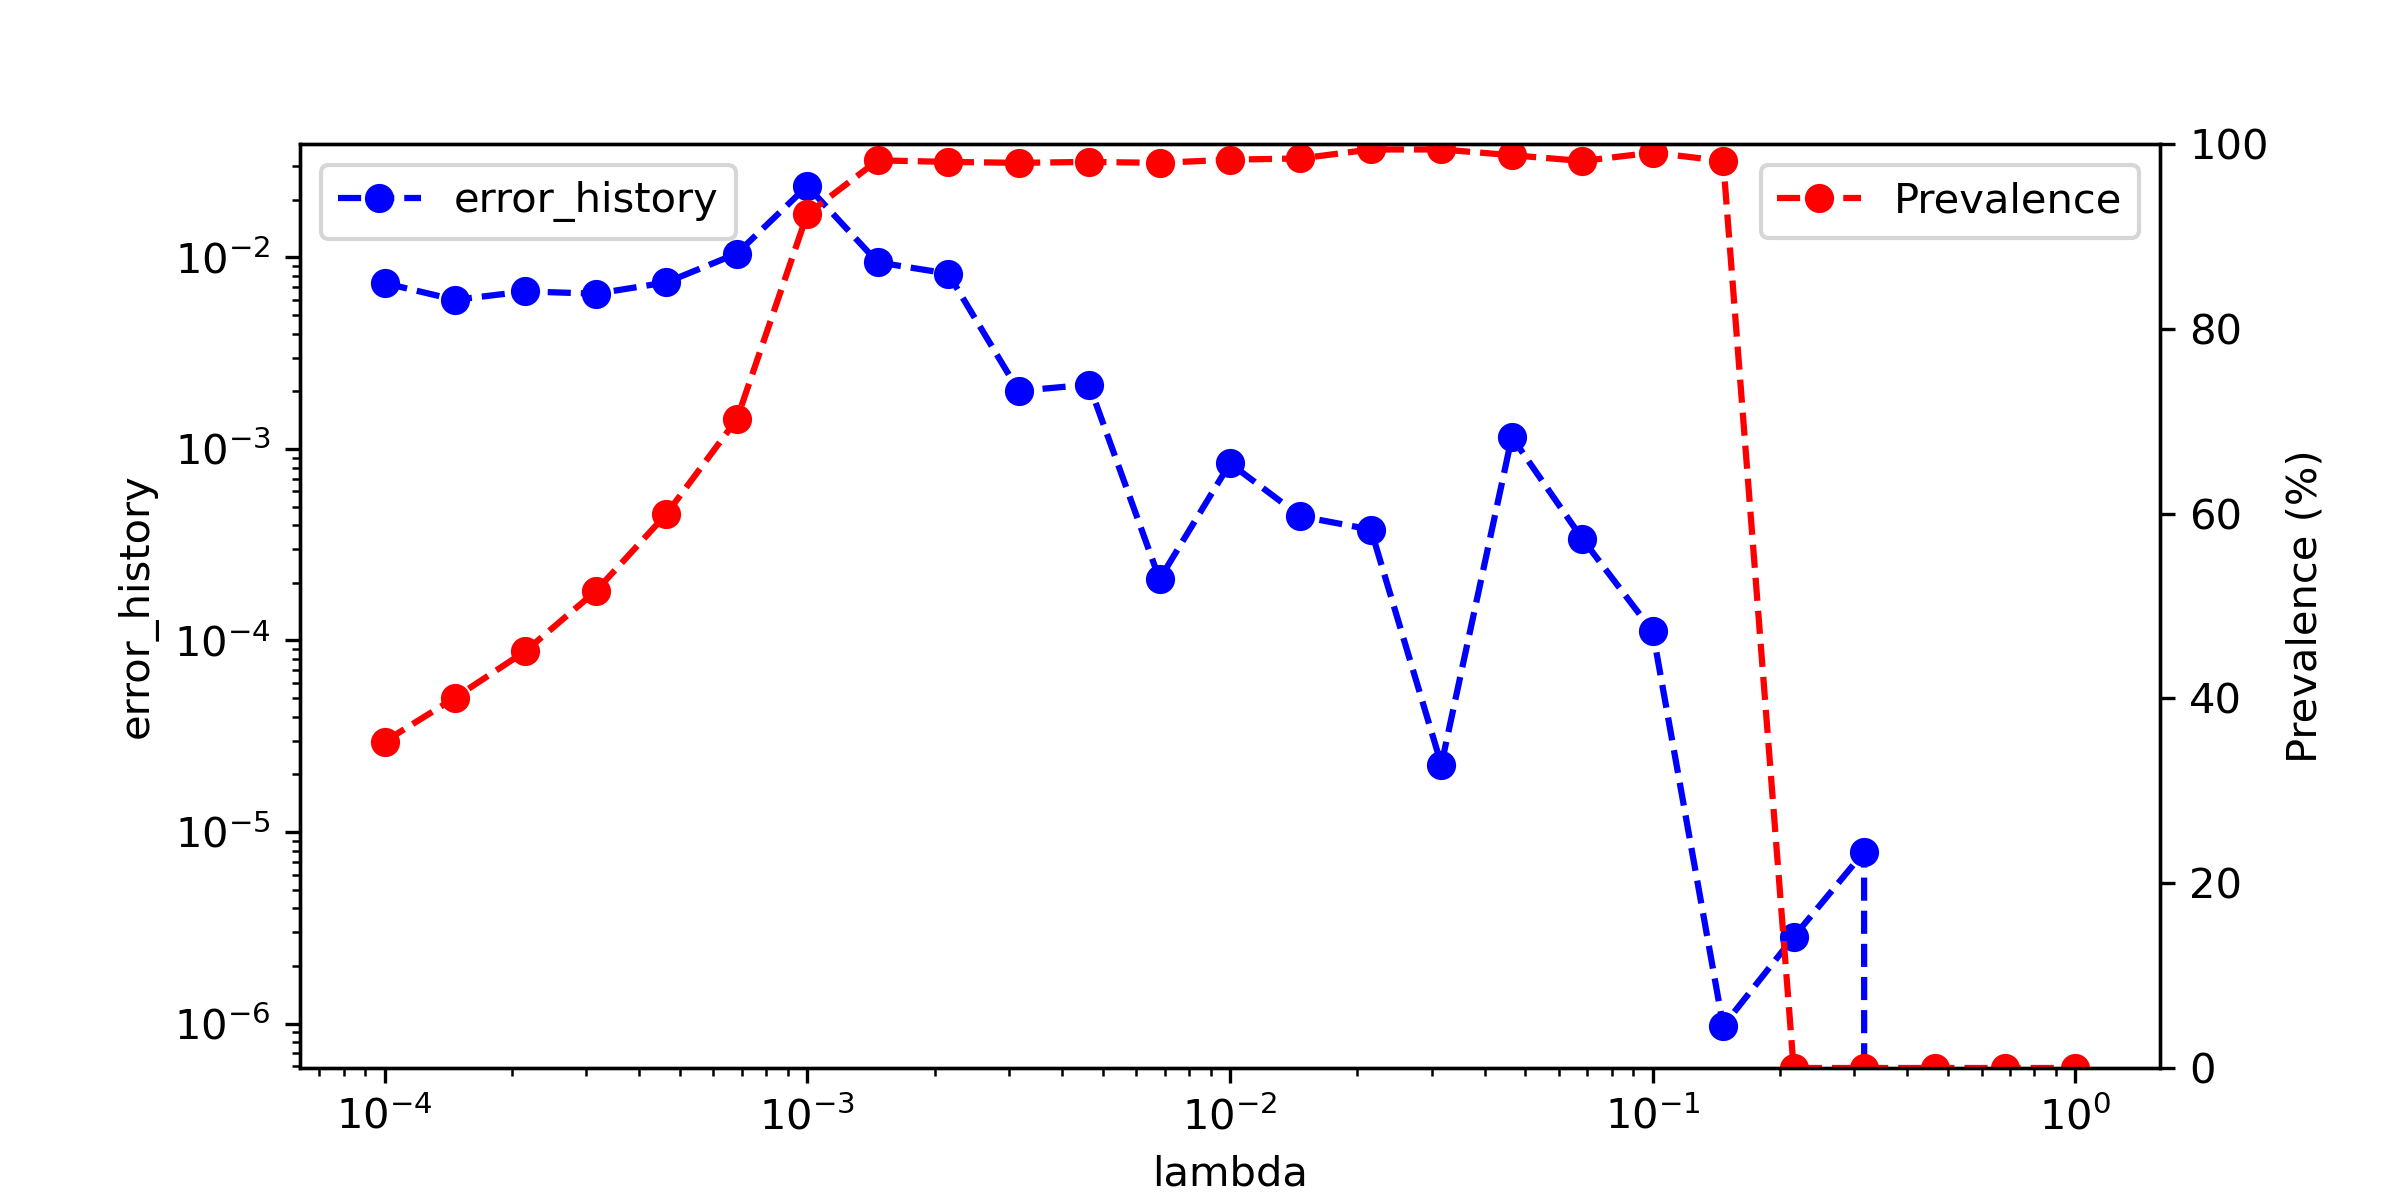 error_history
Prevalence
10⁻²
10⁻³
10⁻⁴
10⁻⁵
10⁻⁶
error_history
100
80
60
40
20
0
Prevalence (%)
10⁻⁴ 10⁻³ 10⁻² 10⁻¹ 10⁰
lambda